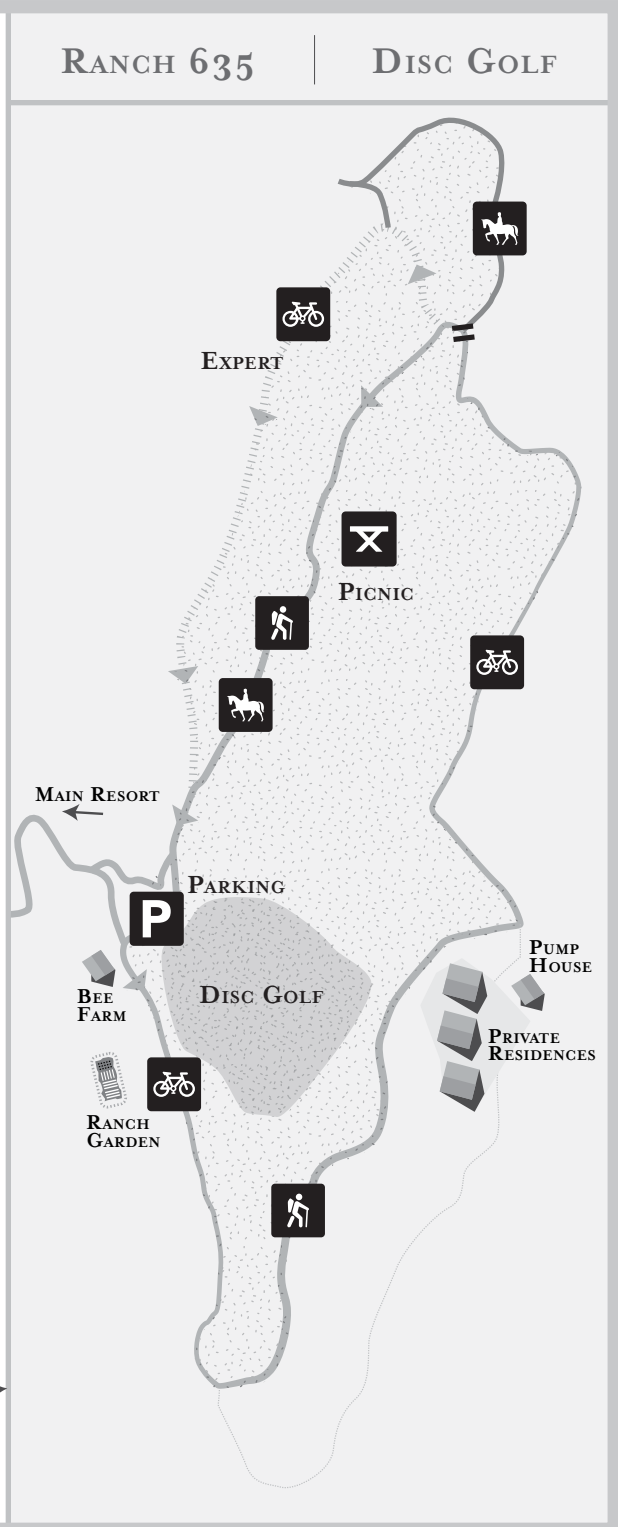 Ranch 635 | Disc Golf
Expert
Picnic
Main Resort
Parking
P
Disc Golf
Bee
Farm
Pump
House
Private
Residences
Ranch
Garden